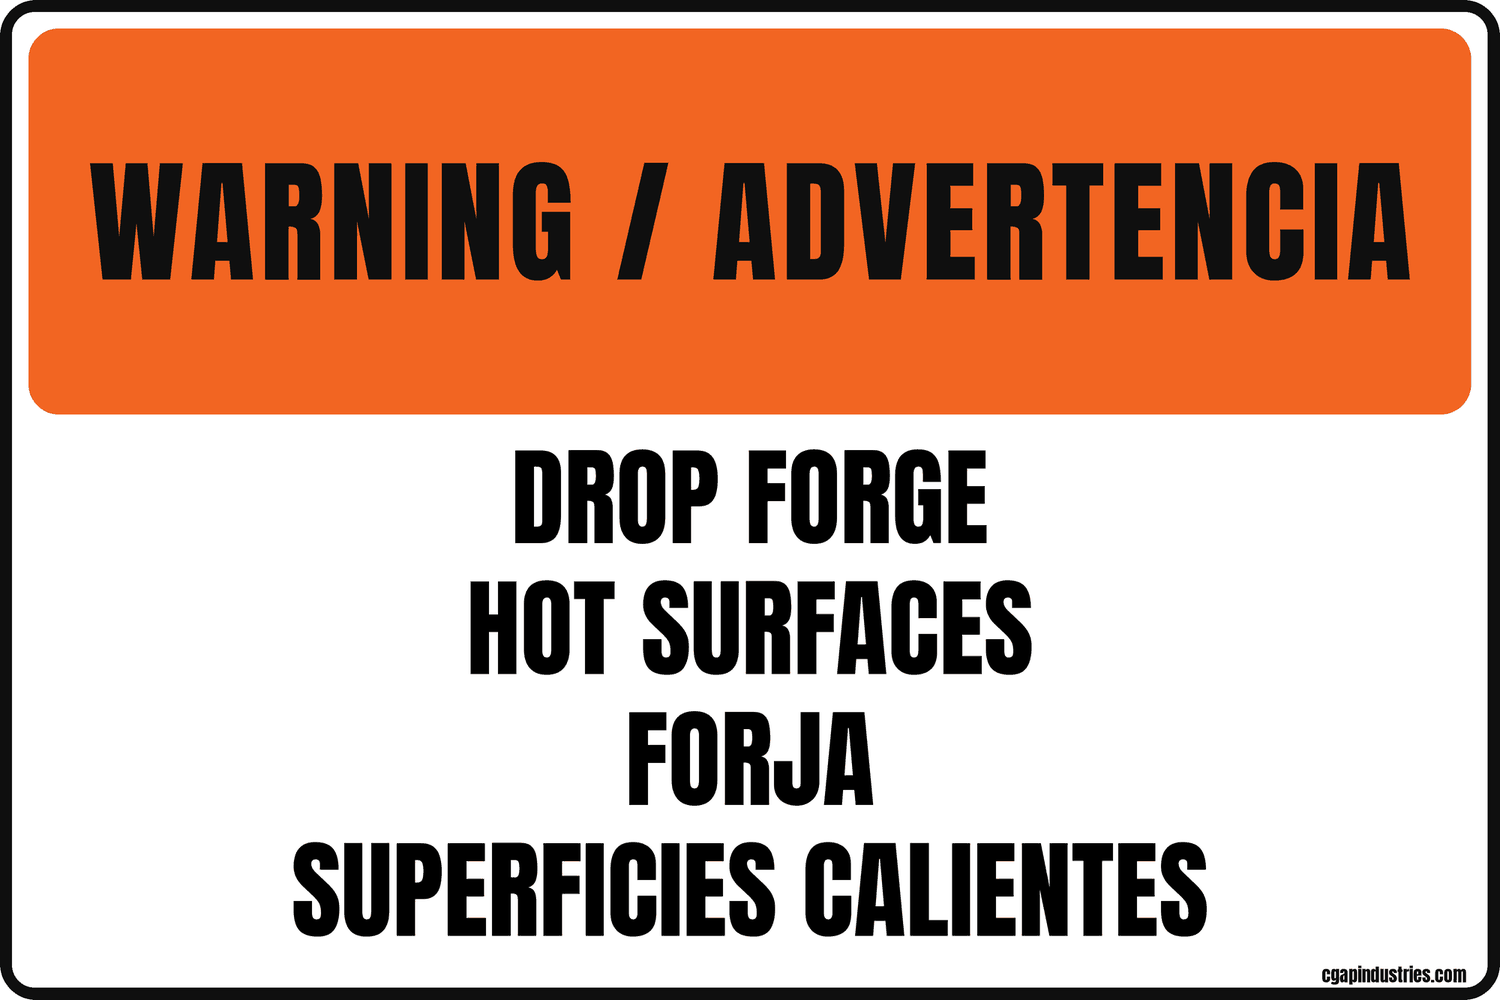 WARNING / ADVERTENCIA
DROP FORGE
HOT SURFACES
FORJA
SUPERFICIES CALIENTES
cgapindustries.com